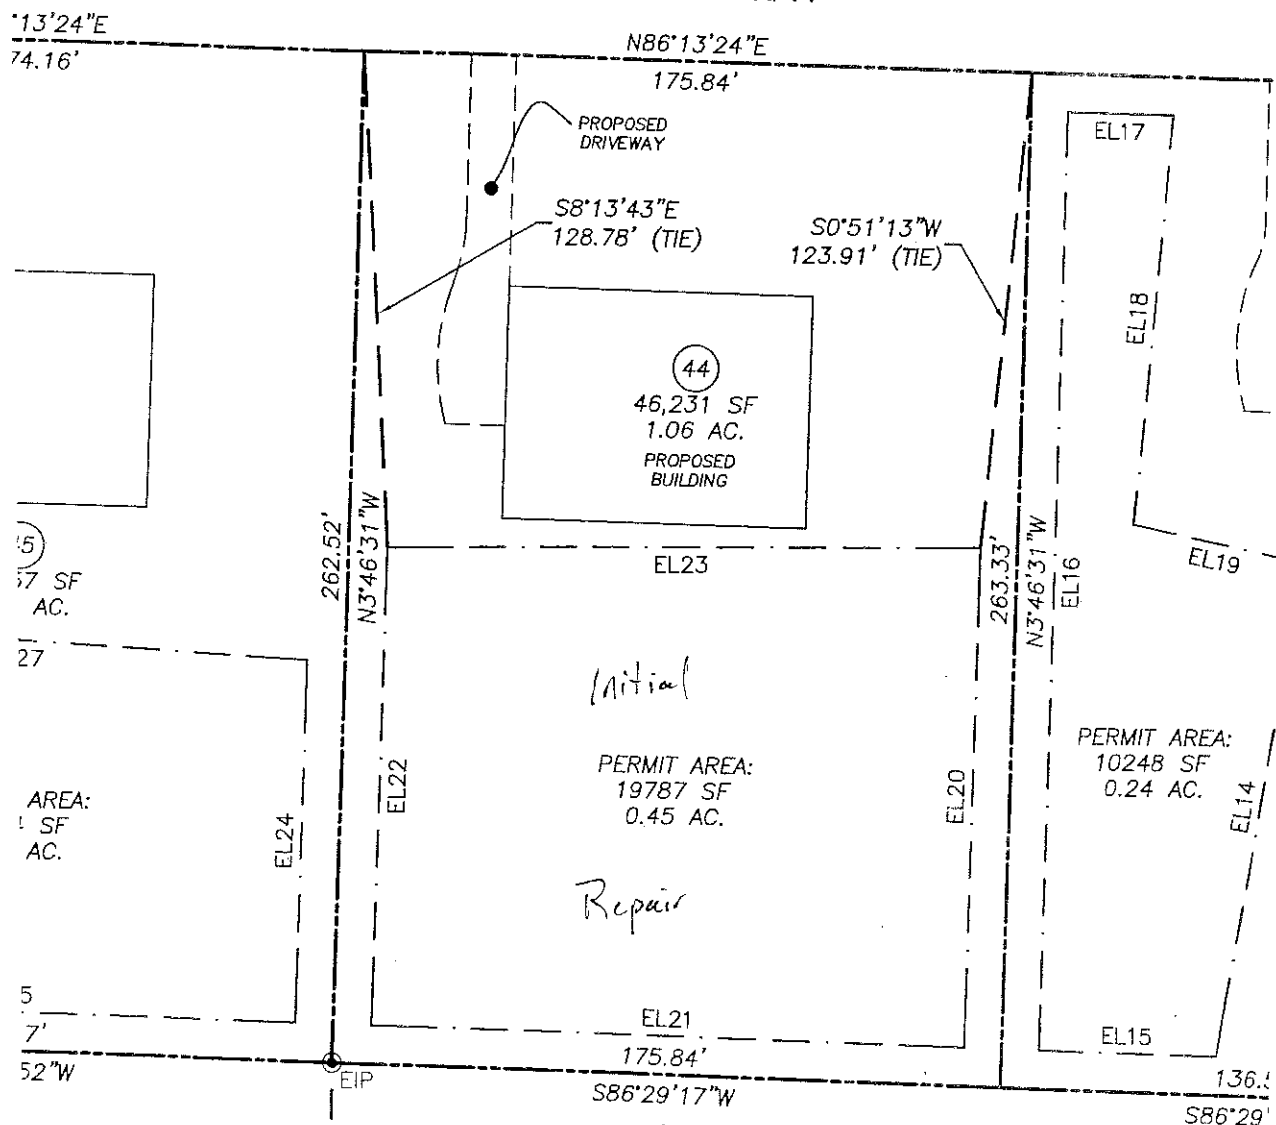 °13'24"E
74.16'
N86°13'24"E
175.84'
PROPOSED
DRIVEWAY
S8°13'43"E
128.78' (TIE)
S0°51'13"W
123.91' (TIE)
EL17
EL18
44
46,231 SF
1.06 AC.
PROPOSED
BUILDING
262.52'
N3°46'31"W
EL23
263.33'
N3°46'31"W
EL16
EL19
57 SF
AC.
27
Initial
PERMIT AREA:
19787 SF
0.45 AC.
Repair
EL22
EL20
PERMIT AREA:
10248 SF
0.24 AC.
EL14
AREA:
SF
AC.
EL24
5
7'
52"W
EIP
EL21
175.84'
S86°29'17"W
EL15
136.5
S86°29'